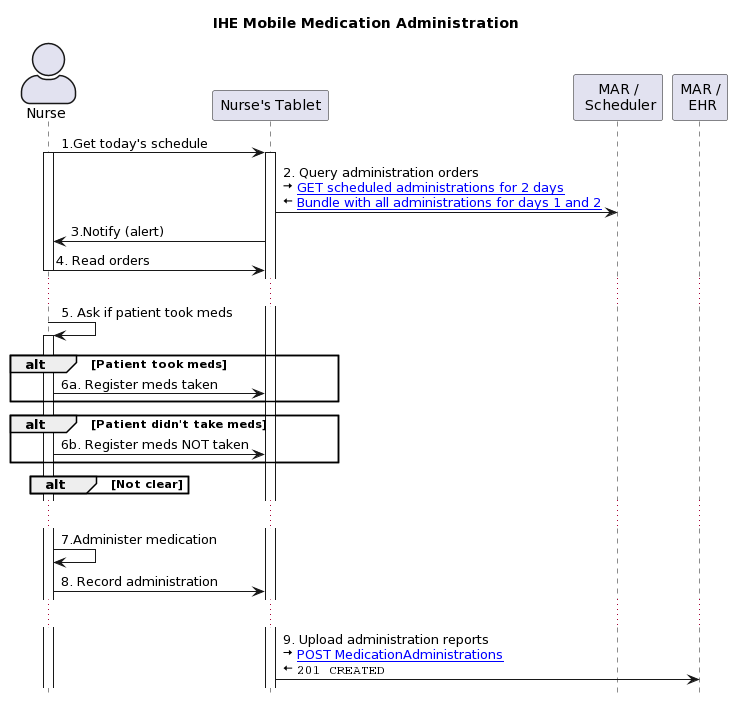 IHE Mobile Medication Administration
Nurse
Nurse's Tablet
MAR /
Scheduler
MAR /
EHR
1.Get today's schedule
2. Query administration orders
→ GET scheduled administrations for 2 days
← Bundle with all administrations for days 1 and 2
3.Notify (alert)
4. Read orders
5. Ask if patient took meds
alt [Patient took meds]
6a. Register meds taken
alt [Patient didn't take meds]
6b. Register meds NOT taken
alt [Not clear]
7.Administer medication
8. Record administration
9. Upload administration reports
→ POST MedicationAdministrations
← 201 CREATED